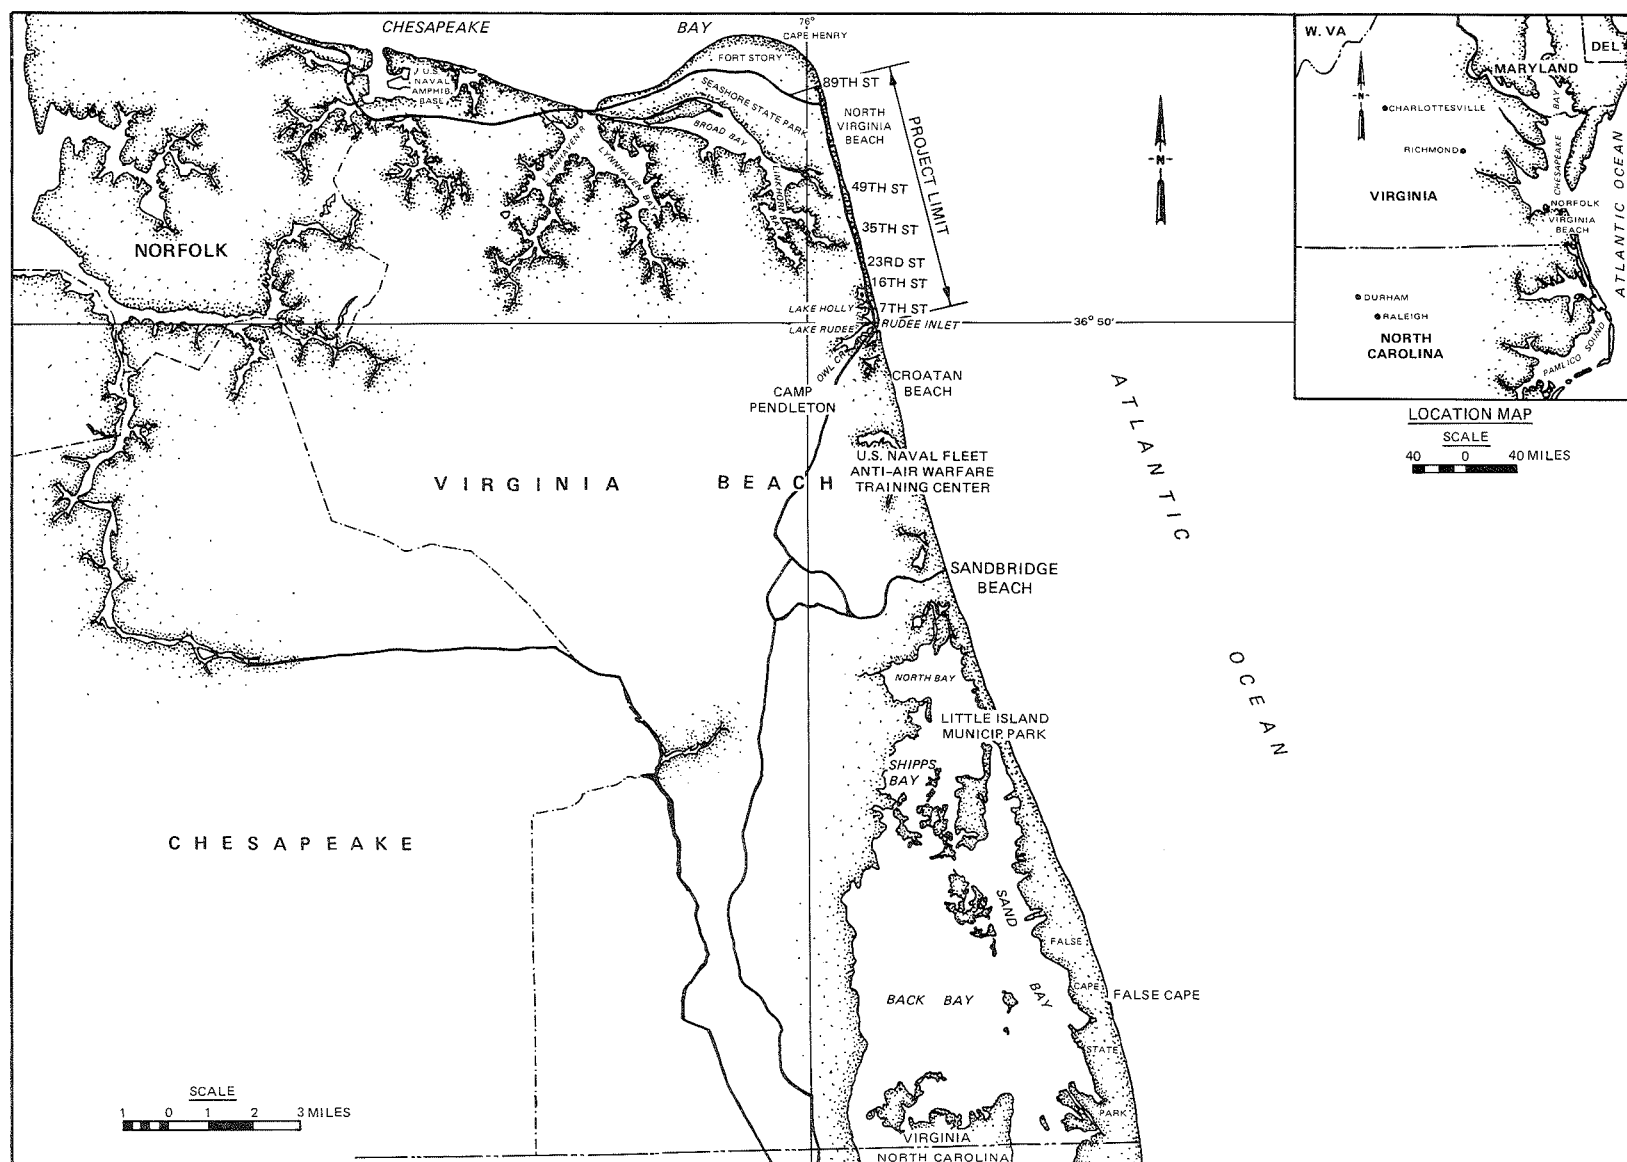 CHESAPEAKE BAY
76°
CAPE HENRY
FORT STORY
U.S.
NAVAL
AMPHIB.
BASE
89TH ST
SEASHORE STATE PARK
NORTH
VIRGINIA
BEACH
BROAD BAY
PROJECT LIMIT
LYNNHAVEN BAY
LINKHORN BAY
49TH ST
35TH ST
23RD ST
16TH ST
7TH ST
NORFOLK
LAKE HOLLY
LAKE RUDEE
RUDEE INLET
36° 50'
OWL CR
CROATAN
BEACH
CAMP
PENDLETON
-N-
U.S. NAVAL FLEET
ANTI-AIR WARFARE
TRAINING CENTER
VIRGINIA BEACH
ATLANTIC OCEAN
SANDBRIDGE
BEACH
NORTH BAY
LITTLE ISLAND
MUNICIP. PARK
SHIPPS
BAY
CHESAPEAKE
SAND BAY
BACK BAY
FALSE
CAPE
STATE
PARK
FALSE CAPE
SCALE
1 0 1 2 3 MILES
VIRGINIA
NORTH CAROLINA
W. VA
DEL
MARYLAND
-N-
CHARLOTTESVILLE
RICHMOND
CHESAPEAKE BAY
VIRGINIA
NORFOLK
VIRGINIA
BEACH
ATLANTIC OCEAN
DURHAM
RALEIGH
NORTH
CAROLINA
PAMLICO SOUND
LOCATION MAP
SCALE
40 0 40 MILES